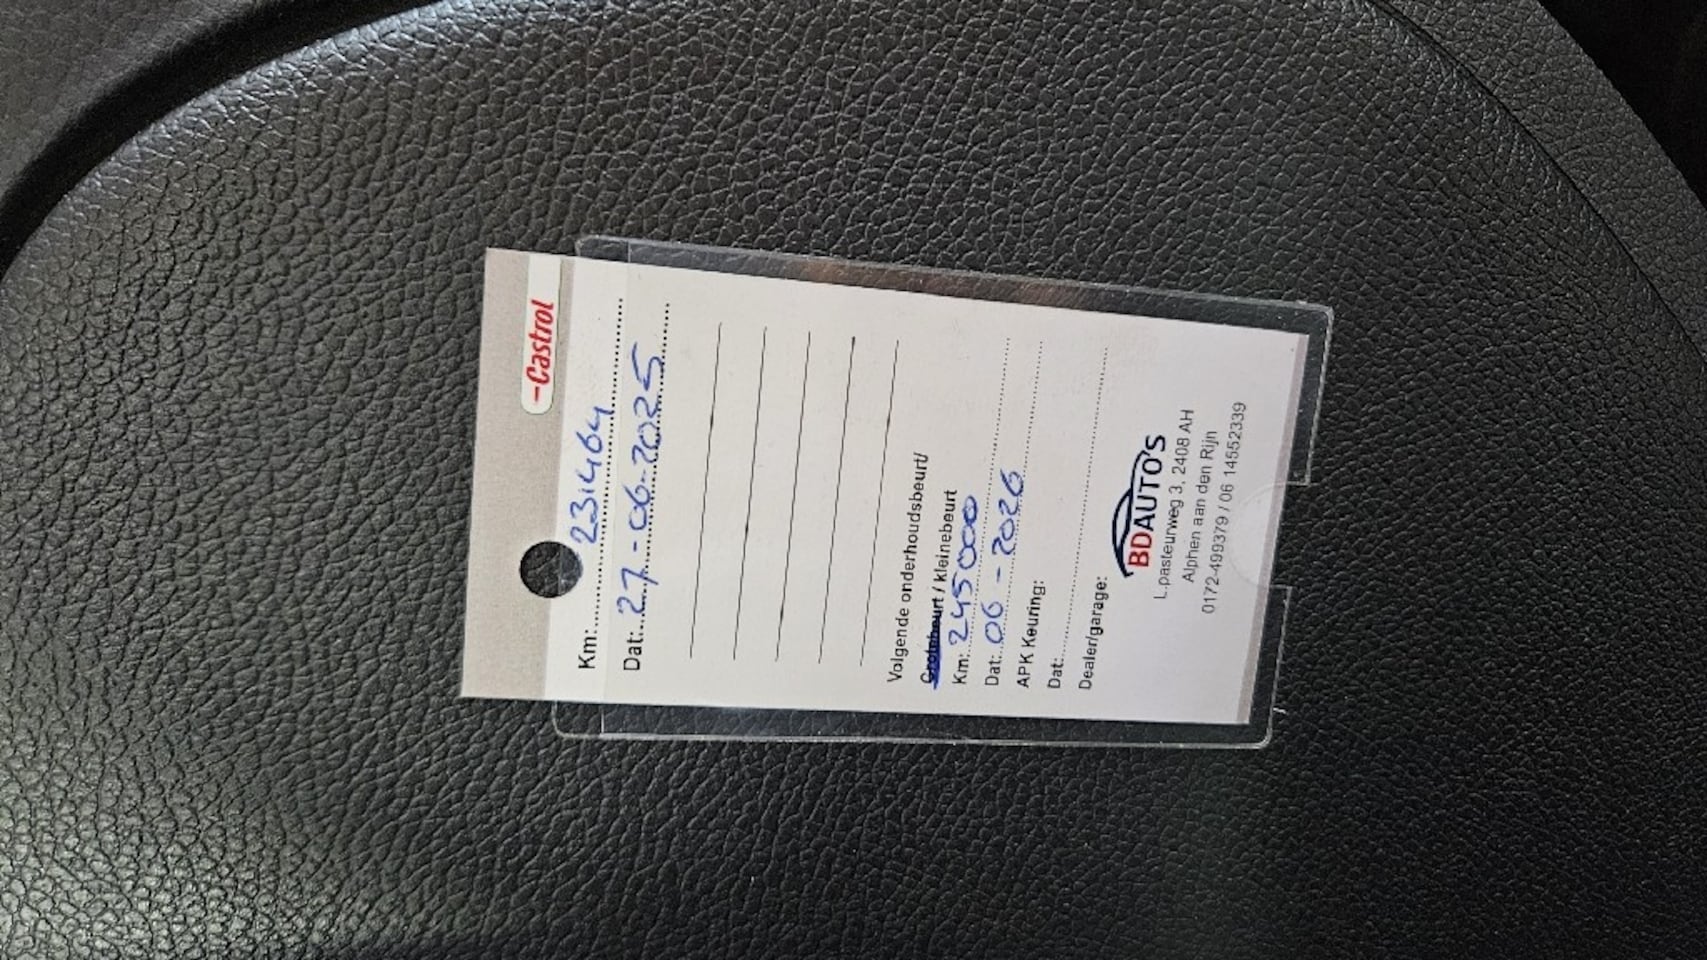 Castrol
Km: 231464
Dat: 27-06-2025
Volgende onderhoudsbeurt/
Grotebeurt / kleinebeurt
Km: 245000
Dat: 06-2026
APK Keuring:
Dat:
Dealer/garage:
BDAUTO'S
L.pasteurweg 3, 2408 AH
Alphen aan den Rijn
0172-499379 / 06 14552339